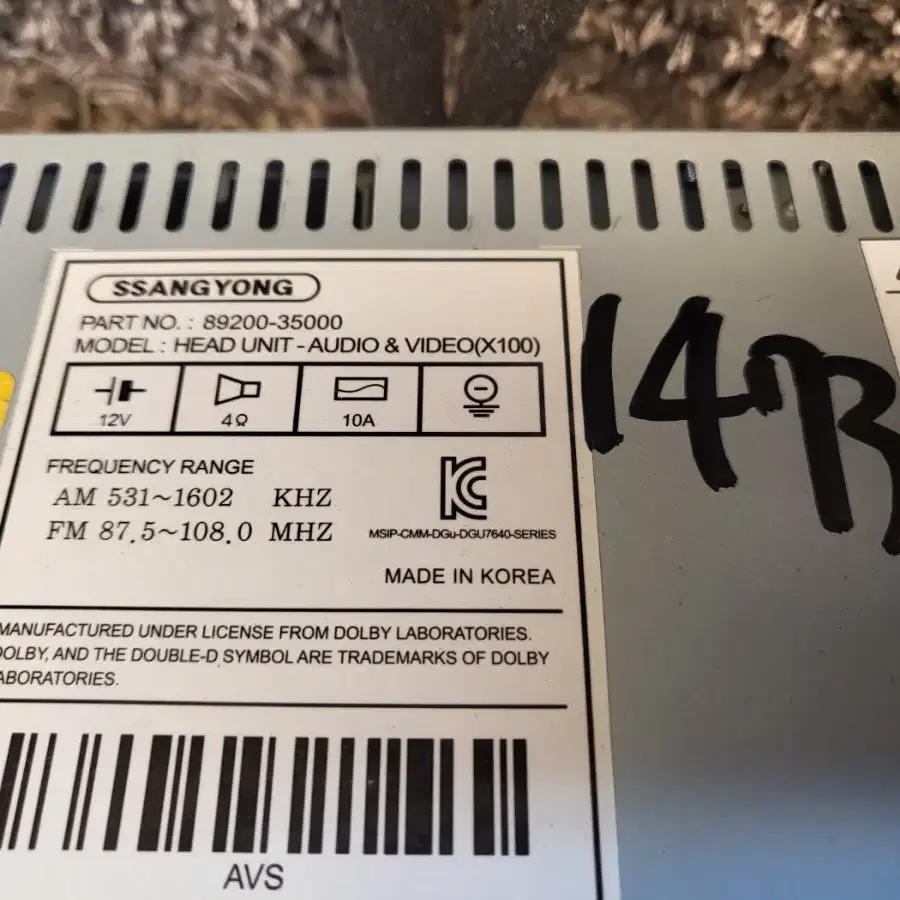 SSANGYONG
PART NO. : 89200-35000
MODEL : HEAD UNIT - AUDIO & VIDEO(X100)
12V 4Ω 10A
FREQUENCY RANGE
AM 531~1602 KHZ
FM 87.5~108.0 MHZ
MSIP-CMM-DGu-DGU7640-SERIES
MADE IN KOREA
MANUFACTURED UNDER LICENSE FROM DOLBY LABORATORIES.
DOLBY, AND THE DOUBLE-D SYMBOL ARE TRADEMARKS OF DOLBY
LABORATORIES.
AVS
14